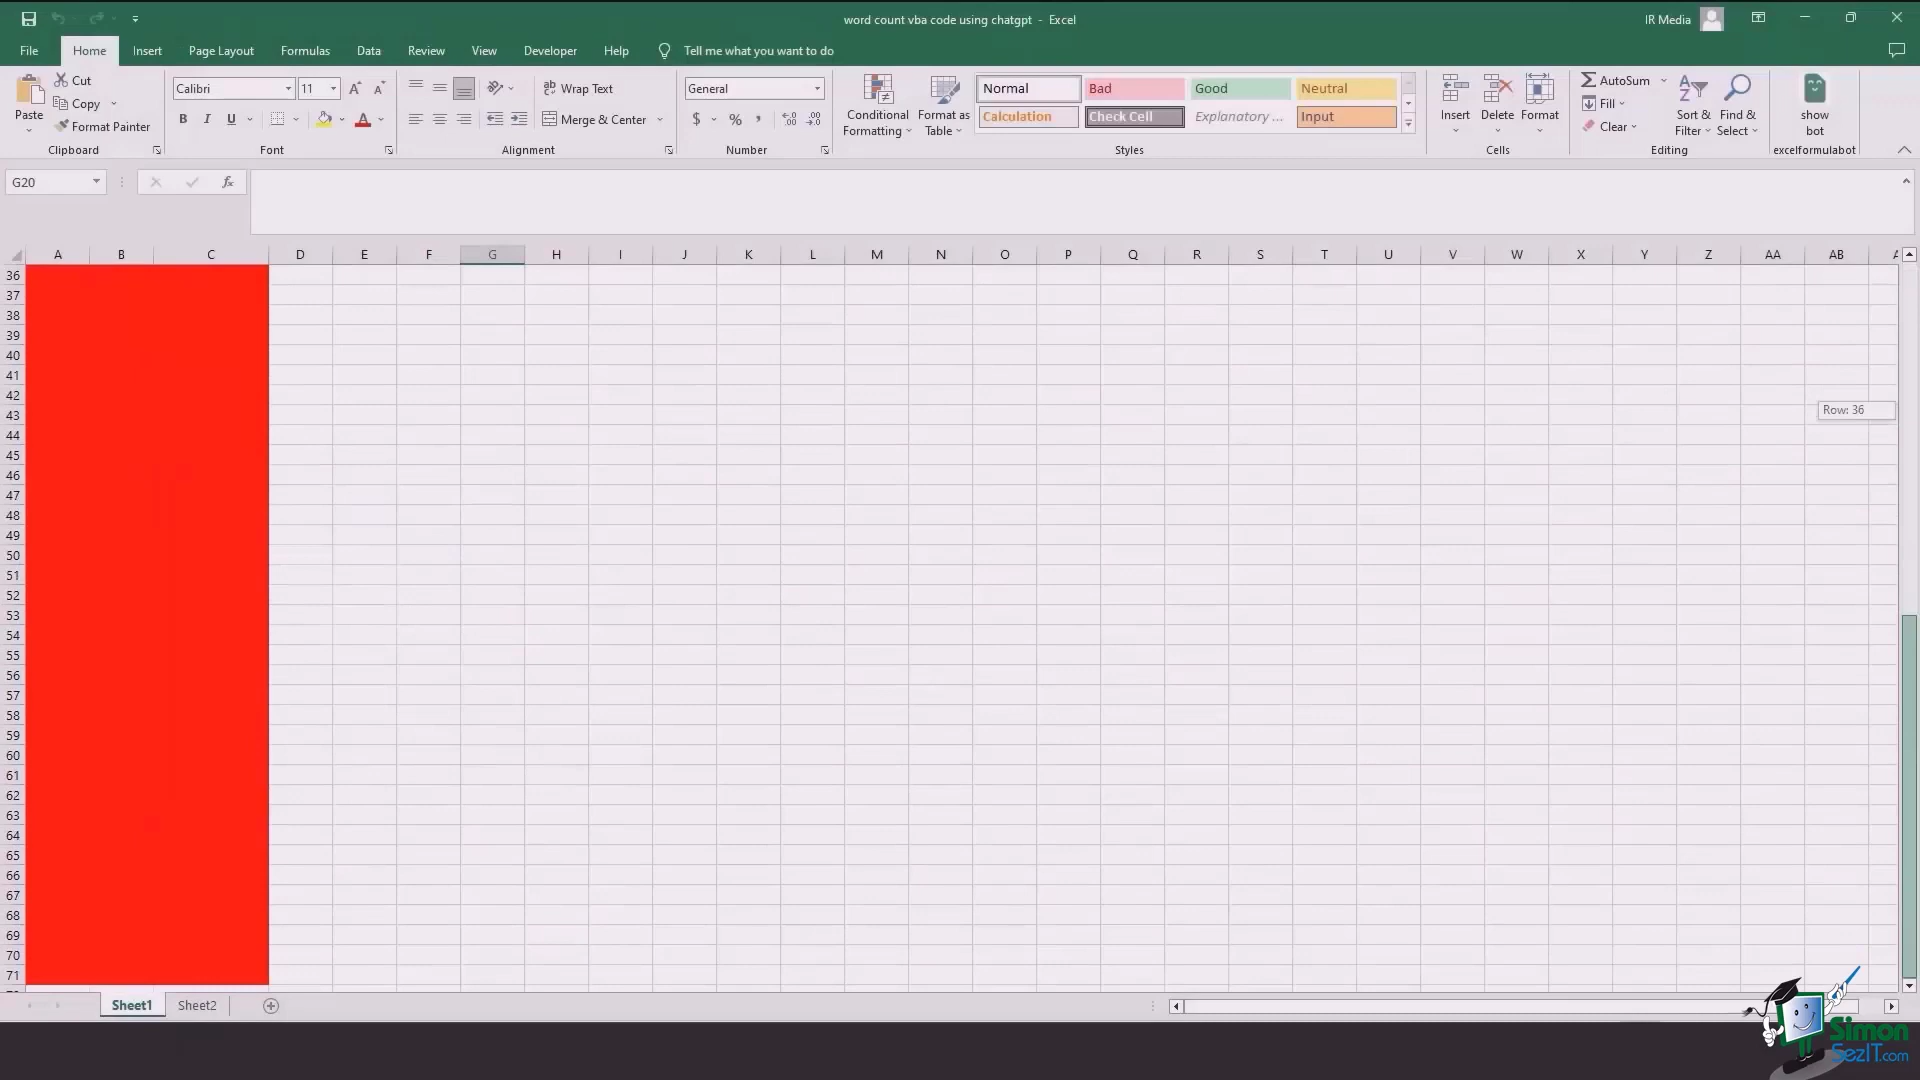 word count vba code using chatgpt - Excel
IR Media
File Home Insert Page Layout Formulas Data Review View Developer Help Tell me what you want to do
Paste
Cut
Copy
Format Painter
Clipboard
Calibri 11
B I U
Font
Wrap Text
Merge & Center
Alignment
General
$ %
Number
Conditional Formatting
Format as Table
Normal Bad Good Neutral
Calculation Check Cell Explanatory ... Input
Styles
Insert Delete Format
Cells
AutoSum
Fill
Clear
Sort & Filter
Find & Select
Editing
show bot
excelformulabot
G20
fx
A B C D E F G H I J K L M N O P Q R S T U V W X Y Z AA AB
36
37
38
39
40
41
42
43
44
45
46
47
48
49
50
51
52
53
54
55
56
57
58
59
60
61
62
63
64
65
66
67
68
69
70
71
Row: 36
Sheet1 Sheet2
Simon
SezIT.com